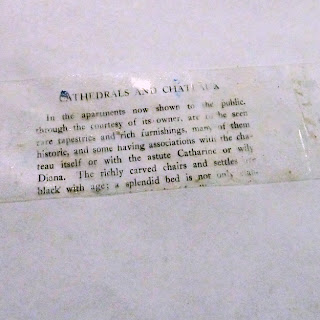 CATHEDRALS AND CHATEAUX
In the apartments now shown to the public,
through the courtesy of its owner, are to be seen
rare tapestries and rich furnishings, many of them
historic, and some having associations with the cha-
teau itself or with the astute Catharine or wily
Diana. The richly carved chairs and settles are
black with age; a splendid bed is not only